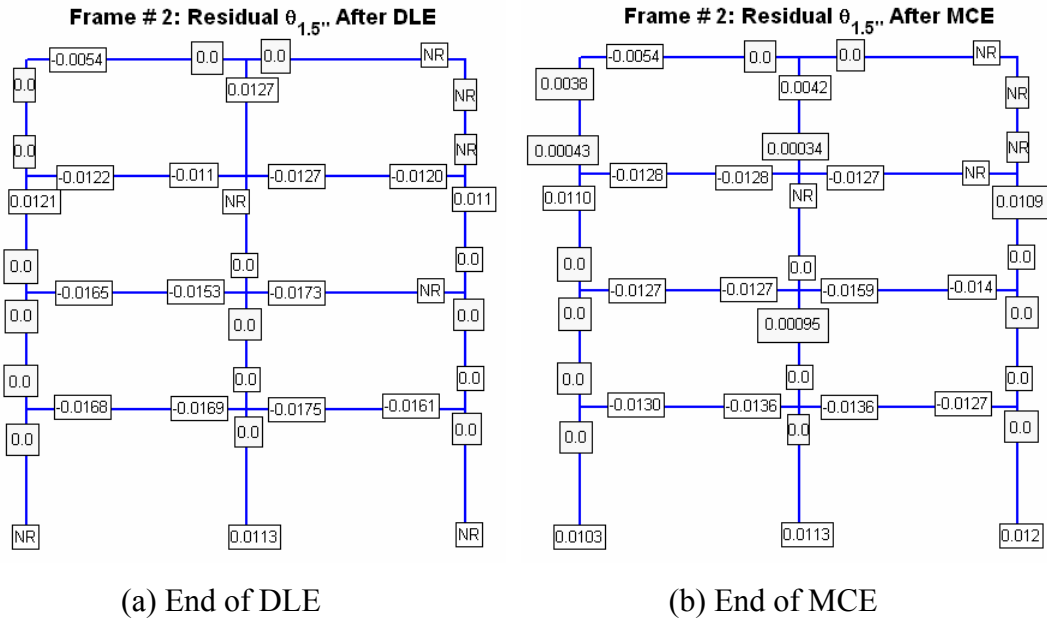 Frame # 2: Residual θ1.5" After DLE
-0.0054 0.0 0.0 NR
0.0 0.0127 NR
0.0 NR
-0.0122 -0.011 -0.0127 -0.0120
0.0121 NR 0.011
0.0 0.0 0.0
-0.0165 -0.0153 -0.0173 NR
0.0 0.0 0.0
0.0 0.0 0.0
-0.0168 -0.0169 -0.0175 -0.0161
0.0 0.0 0.0
NR 0.0113 NR
(a) End of DLE
Frame # 2: Residual θ1.5" After MCE
-0.0054 0.0 0.0 NR
0.0038 0.0042 NR
0.00043 0.00034 NR
-0.0128 -0.0128 -0.0127 NR
0.0110 NR 0.0109
0.0 0.0 0.0
-0.0127 -0.0127 -0.0159 -0.014
0.0 0.00095 0.0
0.0 0.0 0.0
-0.0130 -0.0136 -0.0136 -0.0127
0.0 0.0 0.0
0.0103 0.0113 0.012
(b) End of MCE